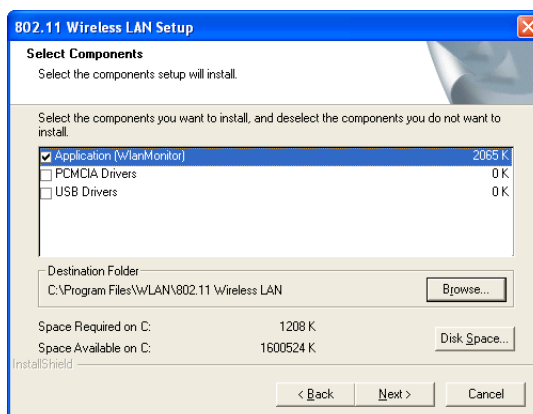 802.11 Wireless LAN Setup
Select Components
Select the components setup will install.
Select the components you want to install, and deselect the components you do not want to
install.
Application (WlanMonitor) 2065 K
PCMCIA Drivers 0 K
USB Drivers 0 K
Destination Folder
C:\Program Files\WLAN\802.11 Wireless LAN
Browse...
Space Required on C: 1208 K
Space Available on C: 1600524 K
Disk Space...
InstallShield
< Back Next > Cancel